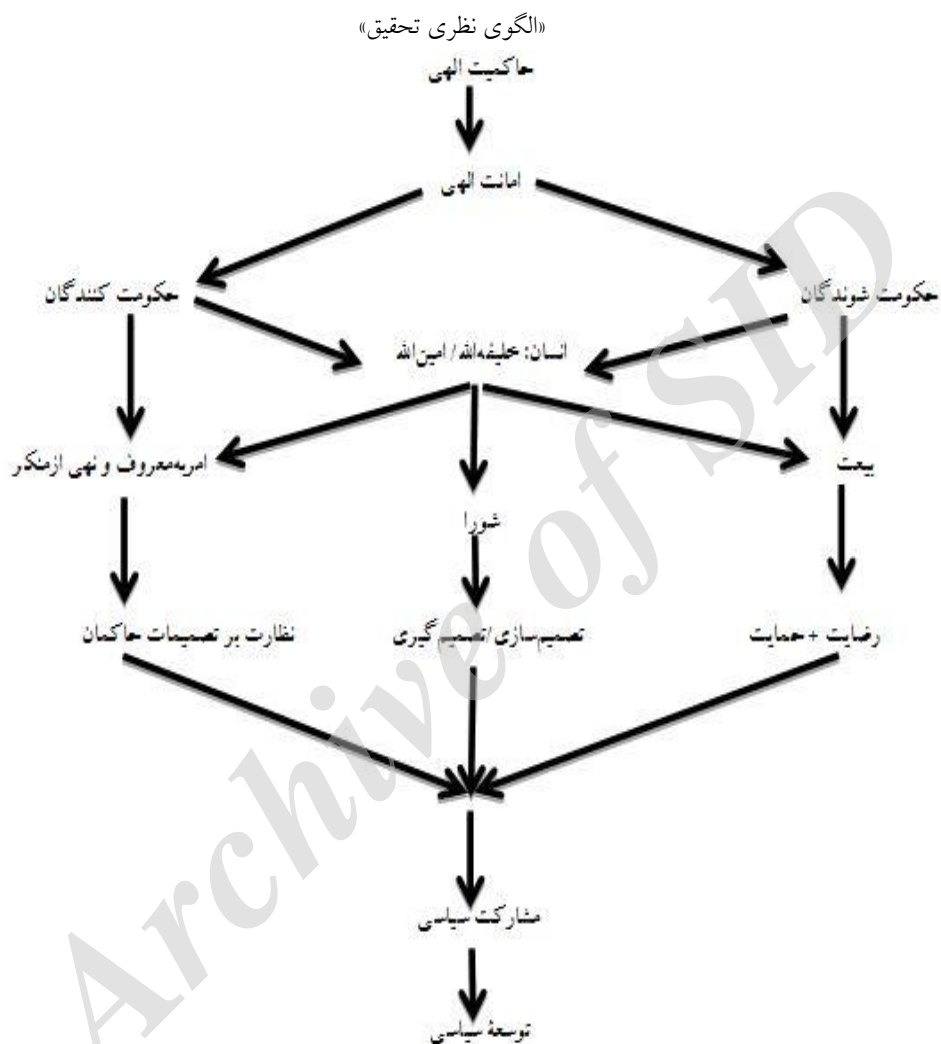 «الگوی نظری تحقیق»
حاکمیت الهی
امانت الهی
حکومت شوندگان
حکومت کنندگان
انسان: خلیفه‌الله / امین‌الله
بیعت
امربه‌معروف و نهی ازمنکر
شورا
رضایت + حمایت
تصمیم‌سازی/تصمیم‌گیری
نظارت بر تصمیمات حاکمان
مشارکت سیاسی
توسعهٔ سیاسی
Archive of SID